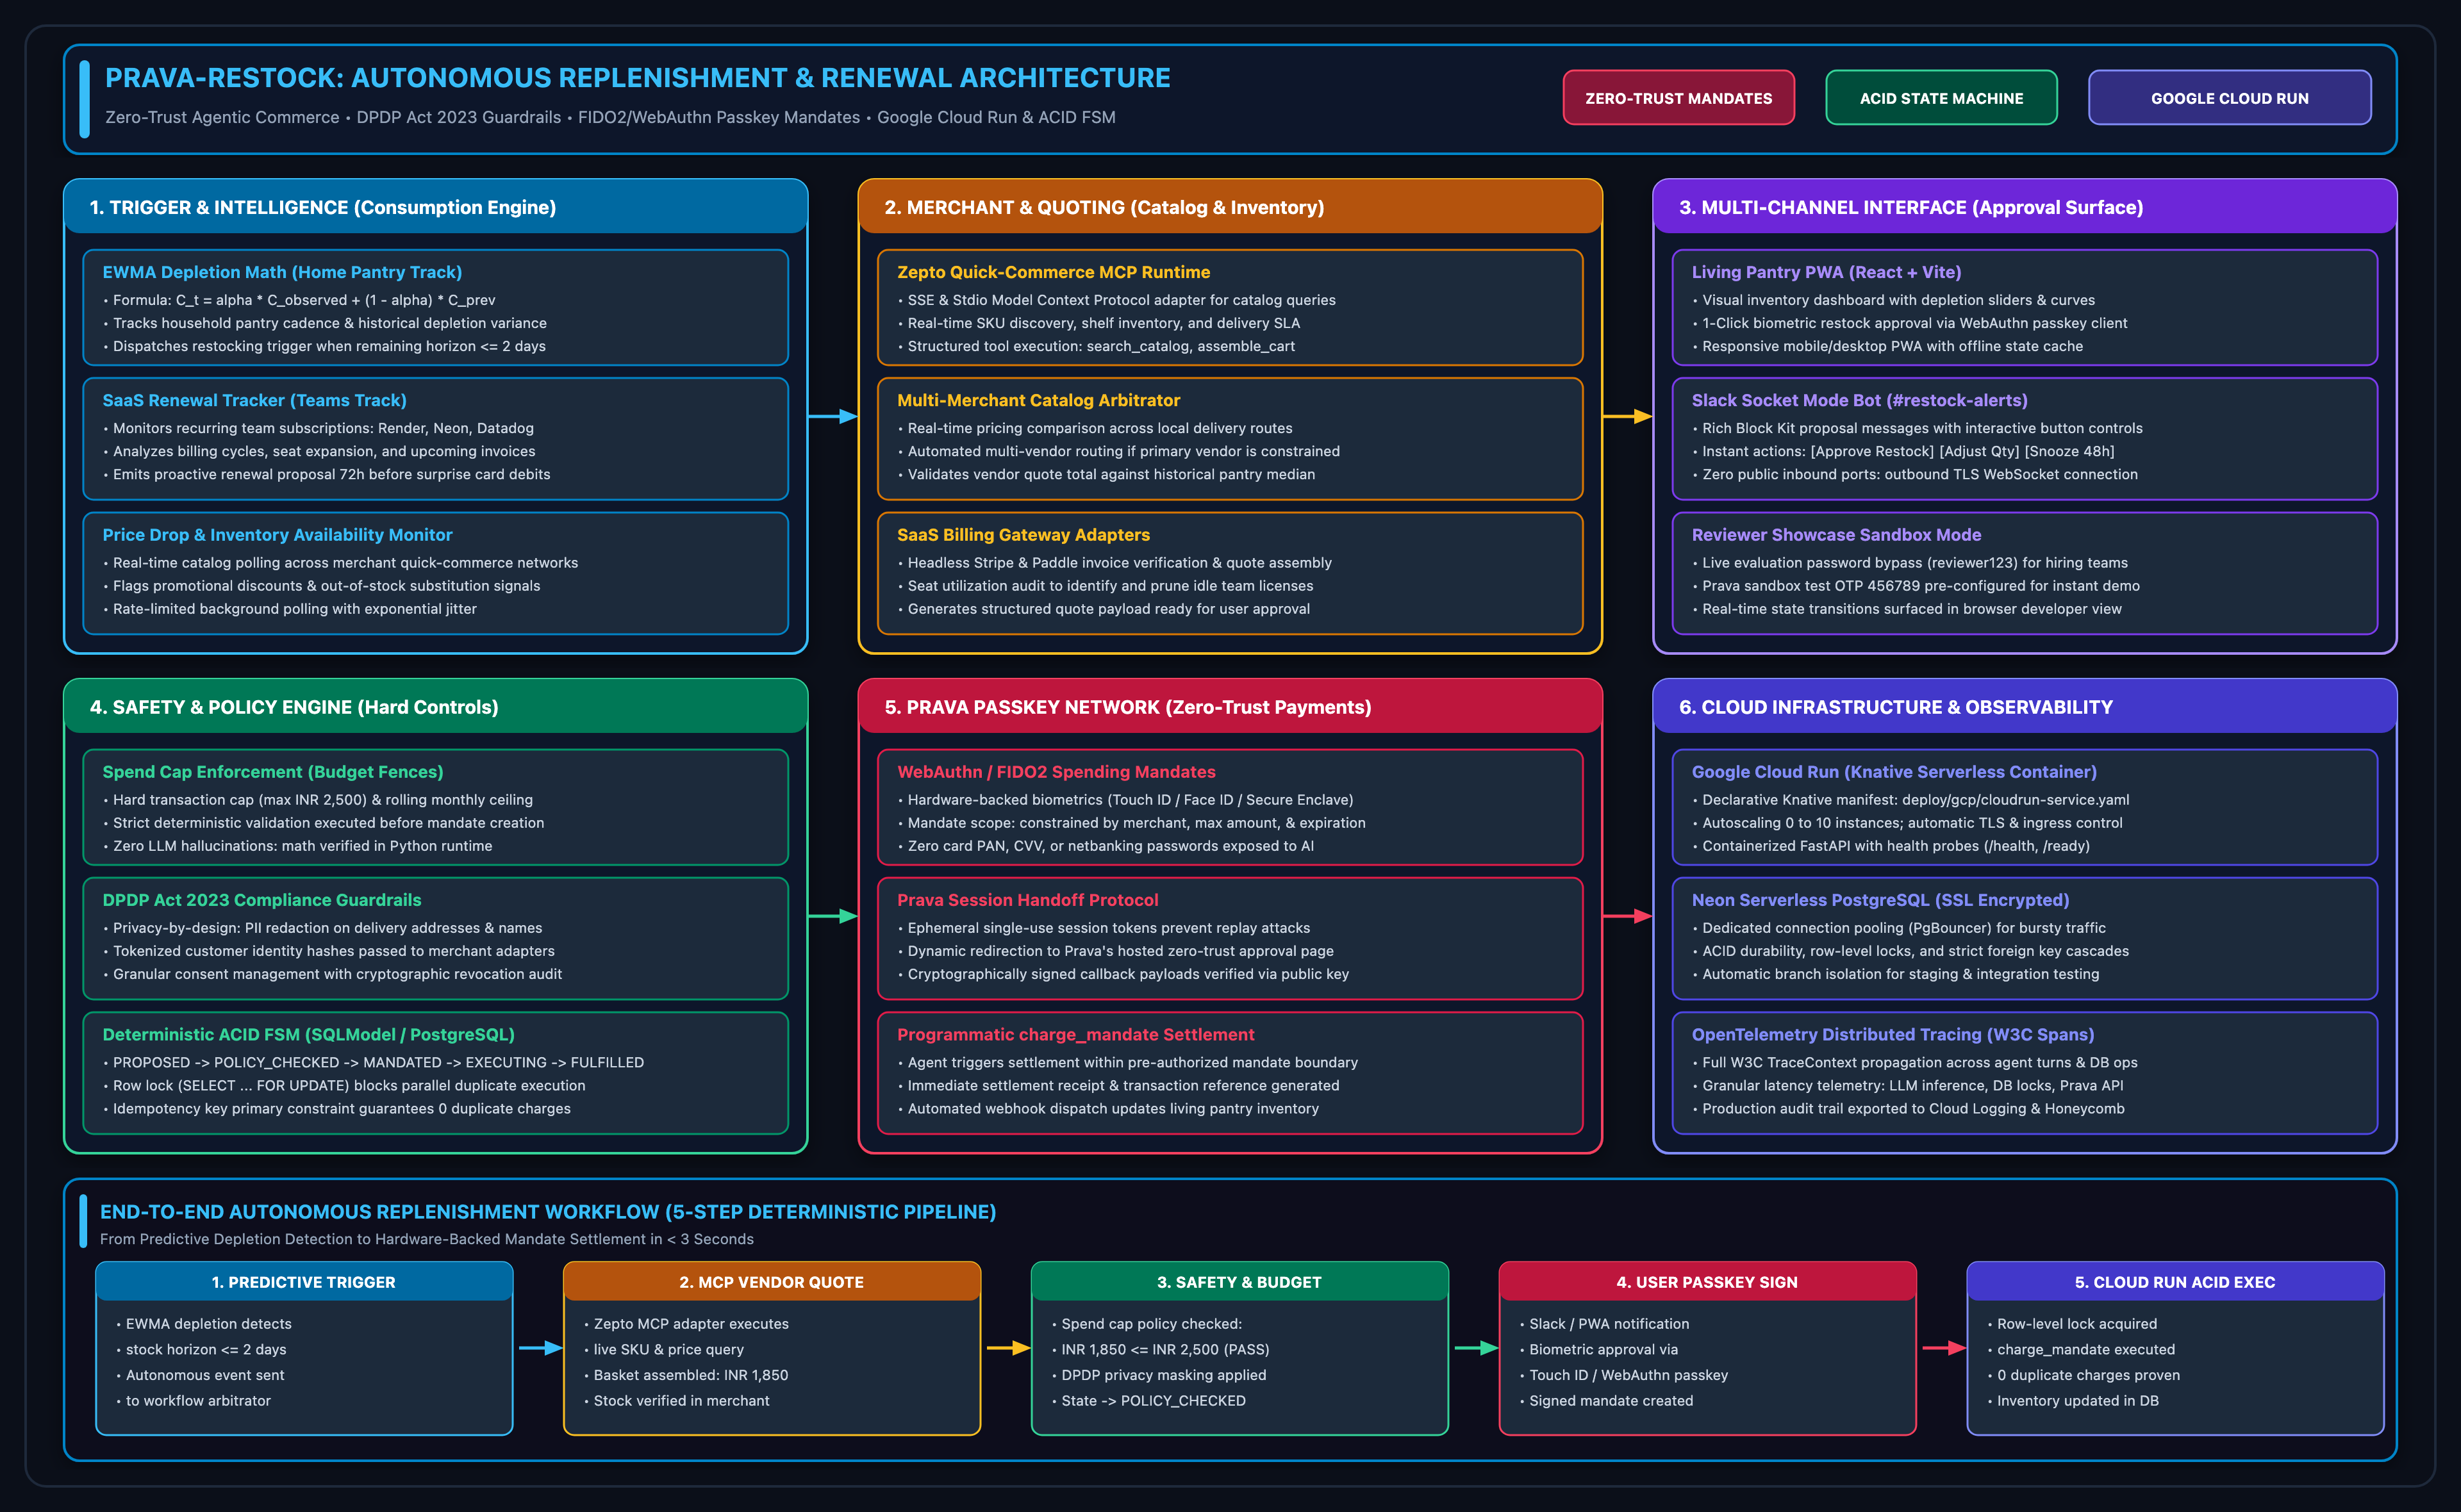 PRAVA-RESTOCK: AUTONOMOUS REPLENISHMENT & RENEWAL ARCHITECTURE
Zero-Trust Agentic Commerce • DPDP Act 2023 Guardrails • FIDO2/WebAuthn Passkey Mandates • Google Cloud Run & ACID FSM
ZERO-TRUST MANDATES
ACID STATE MACHINE
GOOGLE CLOUD RUN
1. TRIGGER & INTELLIGENCE (Consumption Engine)
EWMA Depletion Math (Home Pantry Track)
• Formula: C_t = alpha * C_observed + (1 - alpha) * C_prev
• Tracks household pantry cadence & historical depletion variance
• Dispatches restocking trigger when remaining horizon <= 2 days
SaaS Renewal Tracker (Teams Track)
• Monitors recurring team subscriptions: Render, Neon, Datadog
• Analyzes billing cycles, seat expansion, and upcoming invoices
• Emits proactive renewal proposal 72h before surprise card debits
Price Drop & Inventory Availability Monitor
• Real-time catalog polling across merchant quick-commerce networks
• Flags promotional discounts & out-of-stock substitution signals
• Rate-limited background polling with exponential jitter
2. MERCHANT & QUOTING (Catalog & Inventory)
Zepto Quick-Commerce MCP Runtime
• SSE & Stdio Model Context Protocol adapter for catalog queries
• Real-time SKU discovery, shelf inventory, and delivery SLA
• Structured tool execution: search_catalog, assemble_cart
Multi-Merchant Catalog Arbitrator
• Real-time pricing comparison across local delivery routes
• Automated multi-vendor routing if primary vendor is constrained
• Validates vendor quote total against historical pantry median
SaaS Billing Gateway Adapters
• Headless Stripe & Paddle invoice verification & quote assembly
• Seat utilization audit to identify and prune idle team licenses
• Generates structured quote payload ready for user approval
3. MULTI-CHANNEL INTERFACE (Approval Surface)
Living Pantry PWA (React + Vite)
• Visual inventory dashboard with depletion sliders & curves
• 1-Click biometric restock approval via WebAuthn passkey client
• Responsive mobile/desktop PWA with offline state cache
Slack Socket Mode Bot (#restock-alerts)
• Rich Block Kit proposal messages with interactive button controls
• Instant actions: [Approve Restock] [Adjust Qty] [Snooze 48h]
• Zero public inbound ports: outbound TLS WebSocket connection
Reviewer Showcase Sandbox Mode
• Live evaluation password bypass (reviewer123) for hiring teams
• Prava sandbox test OTP 456789 pre-configured for instant demo
• Real-time state transitions surfaced in browser developer view
4. SAFETY & POLICY ENGINE (Hard Controls)
Spend Cap Enforcement (Budget Fences)
• Hard transaction cap (max INR 2,500) & rolling monthly ceiling
• Strict deterministic validation executed before mandate creation
• Zero LLM hallucinations: math verified in Python runtime
DPDP Act 2023 Compliance Guardrails
• Privacy-by-design: PII redaction on delivery addresses & names
• Tokenized customer identity hashes passed to merchant adapters
• Granular consent management with cryptographic revocation audit
Deterministic ACID FSM (SQLModel / PostgreSQL)
• PROPOSED -> POLICY_CHECKED -> MANDATED -> EXECUTING -> FULFILLED
• Row lock (SELECT ... FOR UPDATE) blocks parallel duplicate execution
• Idempotency key primary constraint guarantees 0 duplicate charges
5. PRAVA PASSKEY NETWORK (Zero-Trust Payments)
WebAuthn / FIDO2 Spending Mandates
• Hardware-backed biometrics (Touch ID / Face ID / Secure Enclave)
• Mandate scope: constrained by merchant, max amount, & expiration
• Zero card PAN, CVV, or netbanking passwords exposed to AI
Prava Session Handoff Protocol
• Ephemeral single-use session tokens prevent replay attacks
• Dynamic redirection to Prava's hosted zero-trust approval page
• Cryptographically signed callback payloads verified via public key
Programmatic charge_mandate Settlement
• Agent triggers settlement within pre-authorized mandate boundary
• Immediate settlement receipt & transaction reference generated
• Automated webhook dispatch updates living pantry inventory
6. CLOUD INFRASTRUCTURE & OBSERVABILITY
Google Cloud Run (Knative Serverless Container)
• Declarative Knative manifest: deploy/gcp/cloudrun-service.yaml
• Autoscaling 0 to 10 instances; automatic TLS & ingress control
• Containerized FastAPI with health probes (/health, /ready)
Neon Serverless PostgreSQL (SSL Encrypted)
• Dedicated connection pooling (PgBouncer) for bursty traffic
• ACID durability, row-level locks, and strict foreign key cascades
• Automatic branch isolation for staging & integration testing
OpenTelemetry Distributed Tracing (W3C Spans)
• Full W3C TraceContext propagation across agent turns & DB ops
• Granular latency telemetry: LLM inference, DB locks, Prava API
• Production audit trail exported to Cloud Logging & Honeycomb
END-TO-END AUTONOMOUS REPLENISHMENT WORKFLOW (5-STEP DETERMINISTIC PIPELINE)
From Predictive Depletion Detection to Hardware-Backed Mandate Settlement in < 3 Seconds
1. PREDICTIVE TRIGGER
• EWMA depletion detects
• stock horizon <= 2 days
• Autonomous event sent
• to workflow arbitrator
2. MCP VENDOR QUOTE
• Zepto MCP adapter executes
• live SKU & price query
• Basket assembled: INR 1,850
• Stock verified in merchant
3. SAFETY & BUDGET
• Spend cap policy checked:
• INR 1,850 <= INR 2,500 (PASS)
• DPDP privacy masking applied
• State -> POLICY_CHECKED
4. USER PASSKEY SIGN
• Slack / PWA notification
• Biometric approval via
• Touch ID / WebAuthn passkey
• Signed mandate created
5. CLOUD RUN ACID EXEC
• Row-level lock acquired
• charge_mandate executed
• 0 duplicate charges proven
• Inventory updated in DB